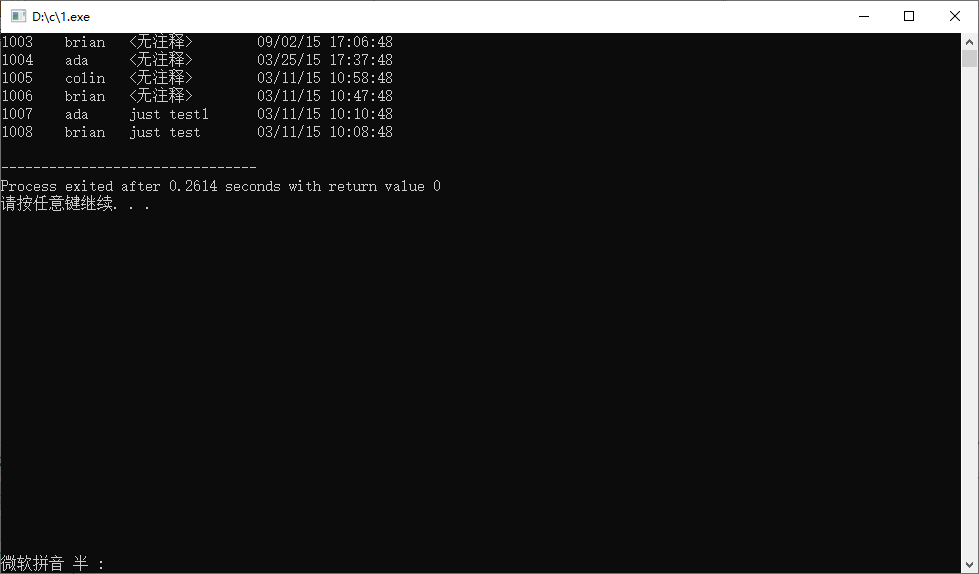 D:\c\1.exe
1003 brian <无注释> 09/02/15 17:06:48
1004 ada <无注释> 03/25/15 17:37:48
1005 colin <无注释> 03/11/15 10:58:48
1006 brian <无注释> 03/11/15 10:47:48
1007 ada just test1 03/11/15 10:10:48
1008 brian just test 03/11/15 10:08:48
--------------------------------
Process exited after 0.2614 seconds with return value 0
请按任意键继续. . .
微软拼音 半 :